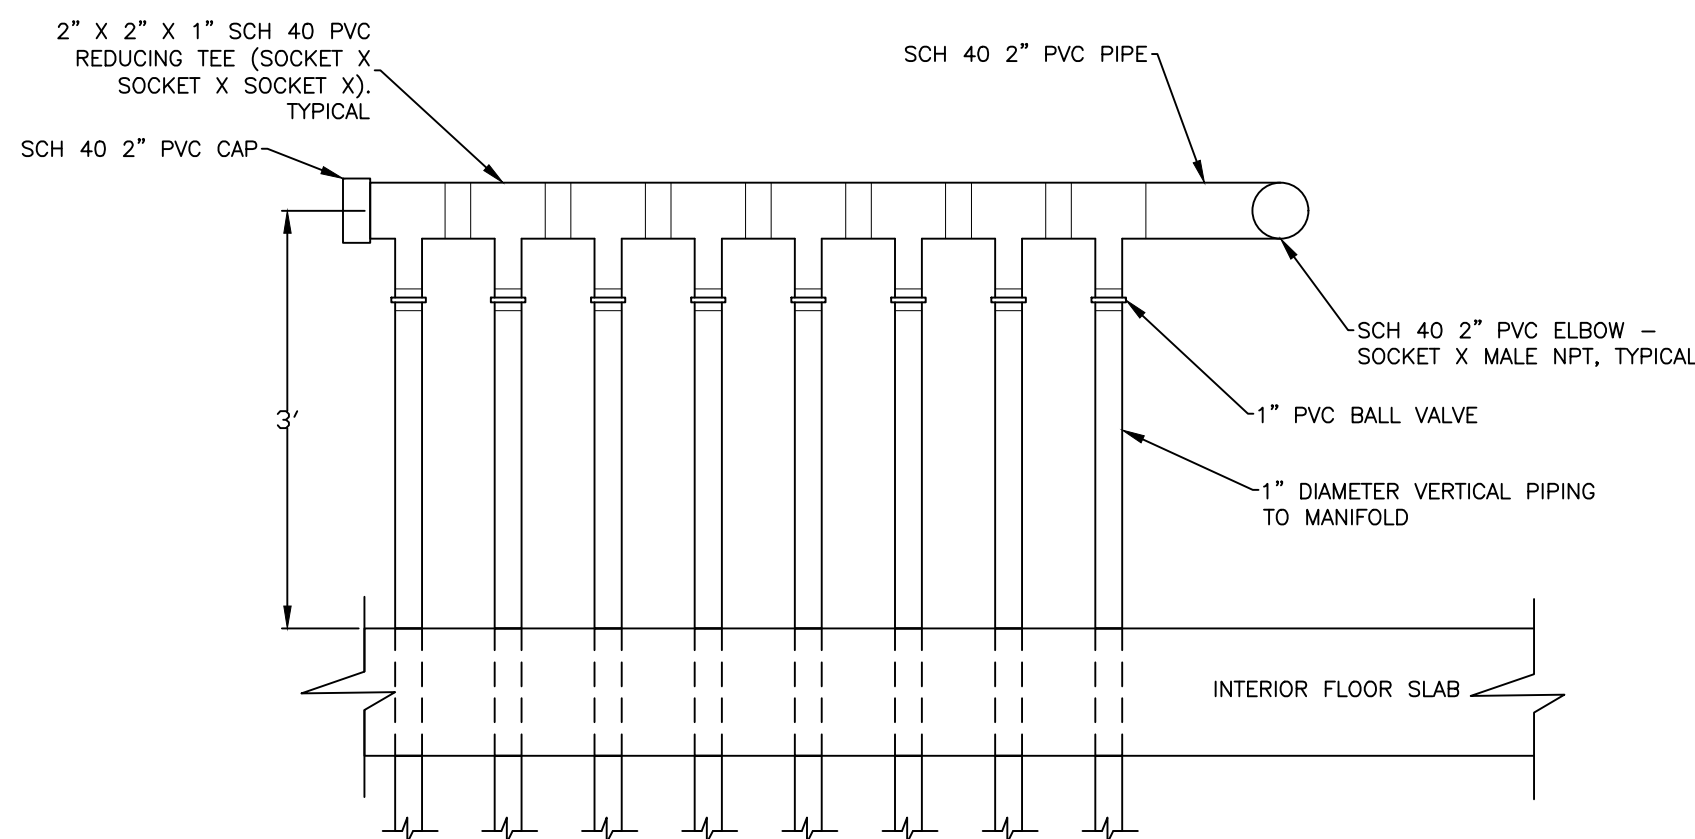 2” X 2” X 1” SCH 40 PVC
REDUCING TEE (SOCKET X
SOCKET X SOCKET X).
TYPICAL
SCH 40 2” PVC PIPE
SCH 40 2” PVC CAP
SCH 40 2” PVC ELBOW –
SOCKET X MALE NPT, TYPICAL
3’
1” PVC BALL VALVE
1” DIAMETER VERTICAL PIPING
TO MANIFOLD
INTERIOR FLOOR SLAB